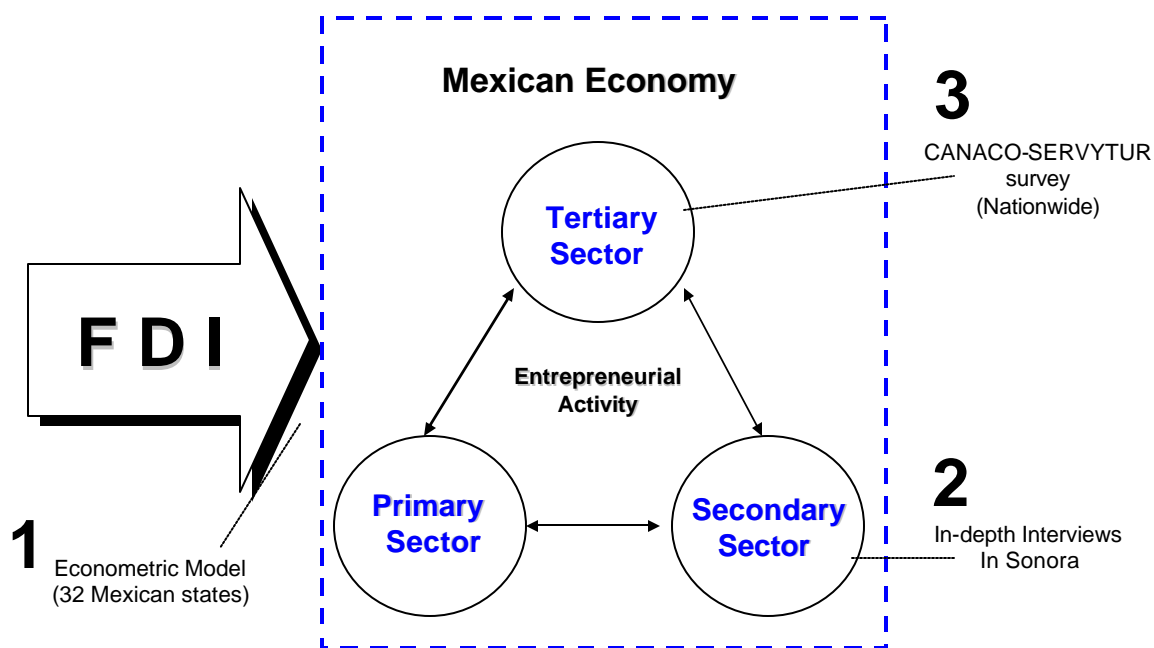 Mexican Economy
3
CANACO-SERVYTUR
survey
(Nationwide)
Tertiary
Sector
F D I
Entrepreneurial
Activity
Primary
Sector
Secondary
Sector
2
In-depth Interviews
In Sonora
1
Econometric Model
(32 Mexican states)